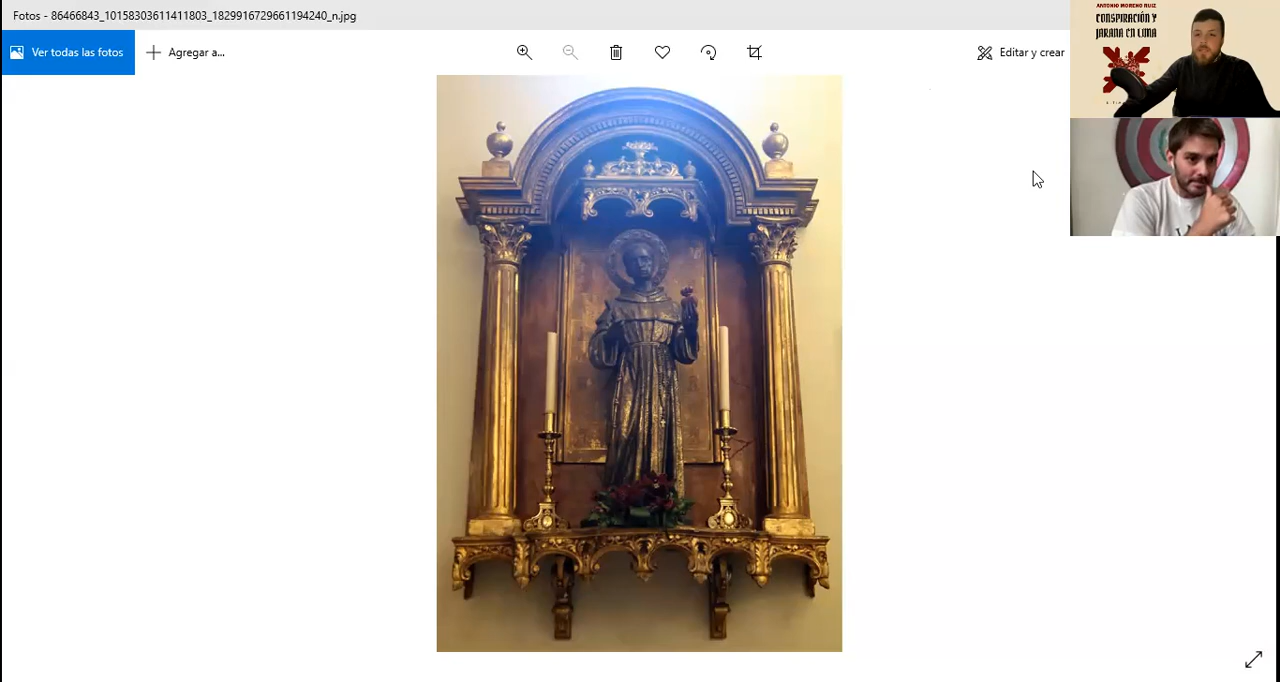 Fotos - 86466843_10158303611411803_1829916729661194240_n.jpg
Ver todas las fotos
Agregar a...
Editar y crear
ANTONIO MORENO RUIZ
CONSPIRACIÓN Y
JARANA EN LIMA